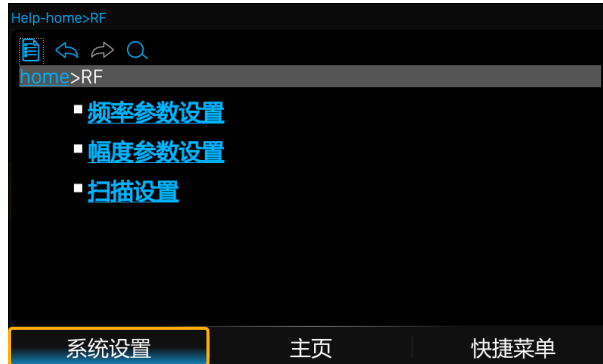 Help-home>RF
home>RF
频率参数设置
幅度参数设置
扫描设置
系统设置 主页 快捷菜单